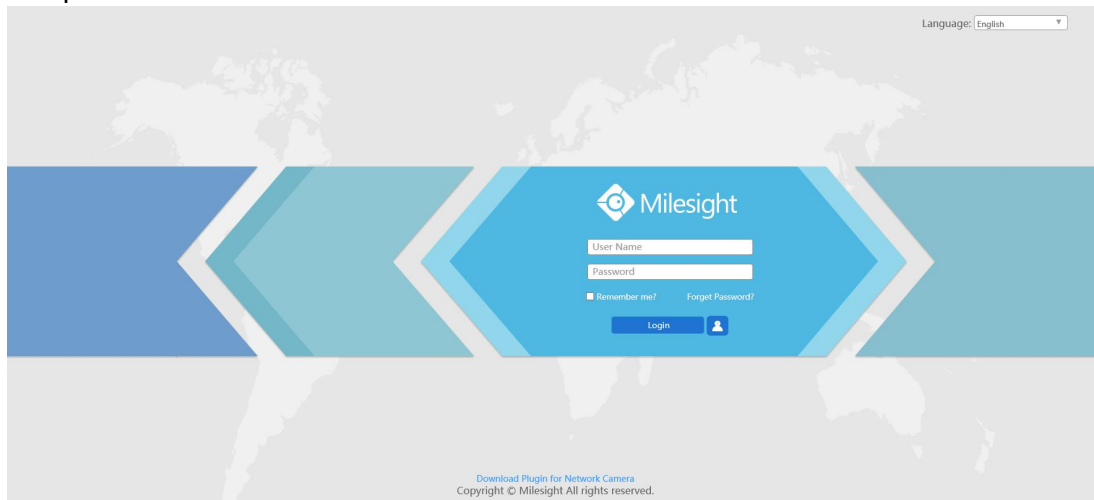 Language: English
Milesight
User Name
Password
Remember me? Forget Password?
Login
Download Plugin for Network Camera
Copyright © Milesight All rights reserved.